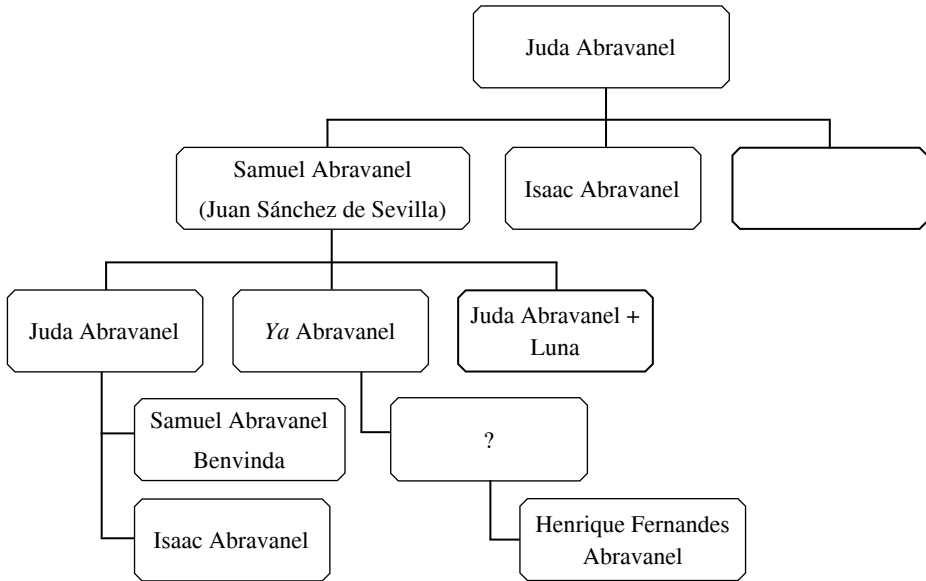 Juda Abravanel
Samuel Abravanel
(Juan Sánchez de Sevilla)
Isaac Abravanel
Juda Abravanel
Ya Abravanel
Juda Abravanel +
Luna
Samuel Abravanel
Benvinda
?
Isaac Abravanel
Henrique Fernandes
Abravanel